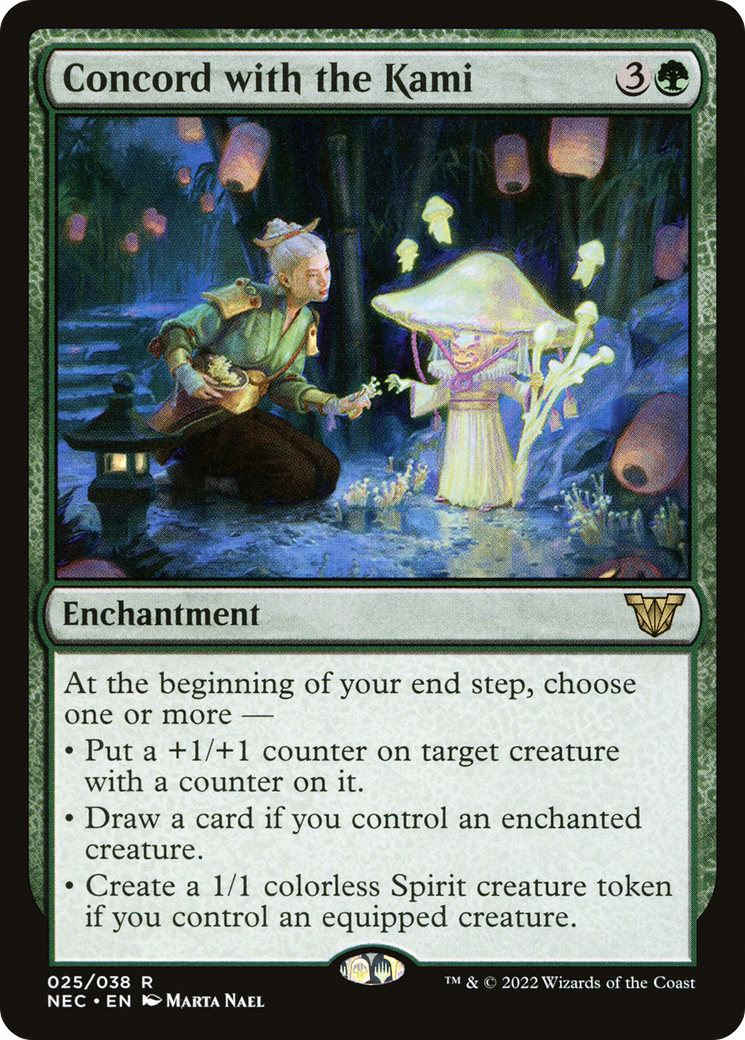 Concord with the Kami 3
Enchantment
At the beginning of your end step, choose
one or more —
• Put a +1/+1 counter on target creature
with a counter on it.
• Draw a card if you control an enchanted
creature.
• Create a 1/1 colorless Spirit creature token
if you control an equipped creature.
025/038 R
NEC • EN Marta Nael
™ & © 2022 Wizards of the Coast